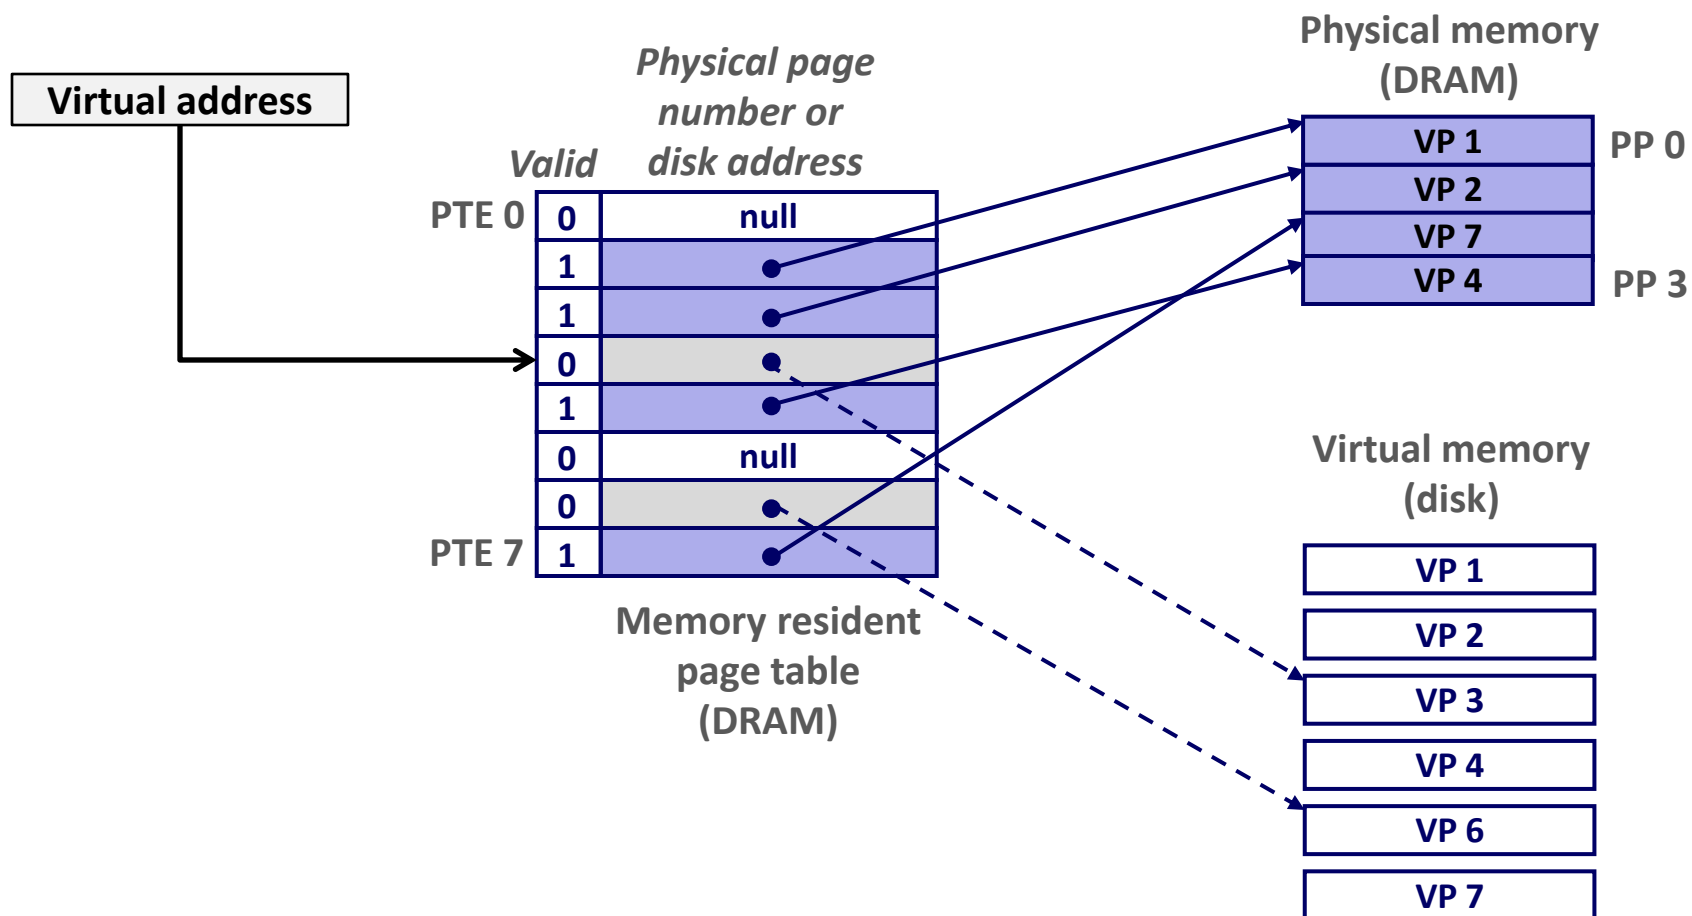 Virtual address
Physical page
number or
disk address
Valid
PTE 0
0
null
1
1
0
1
0
null
0
PTE 7
1
Memory resident
page table
(DRAM)
Physical memory
(DRAM)
VP 1
PP 0
VP 2
VP 7
VP 4
PP 3
Virtual memory
(disk)
VP 1
VP 2
VP 3
VP 4
VP 6
VP 7